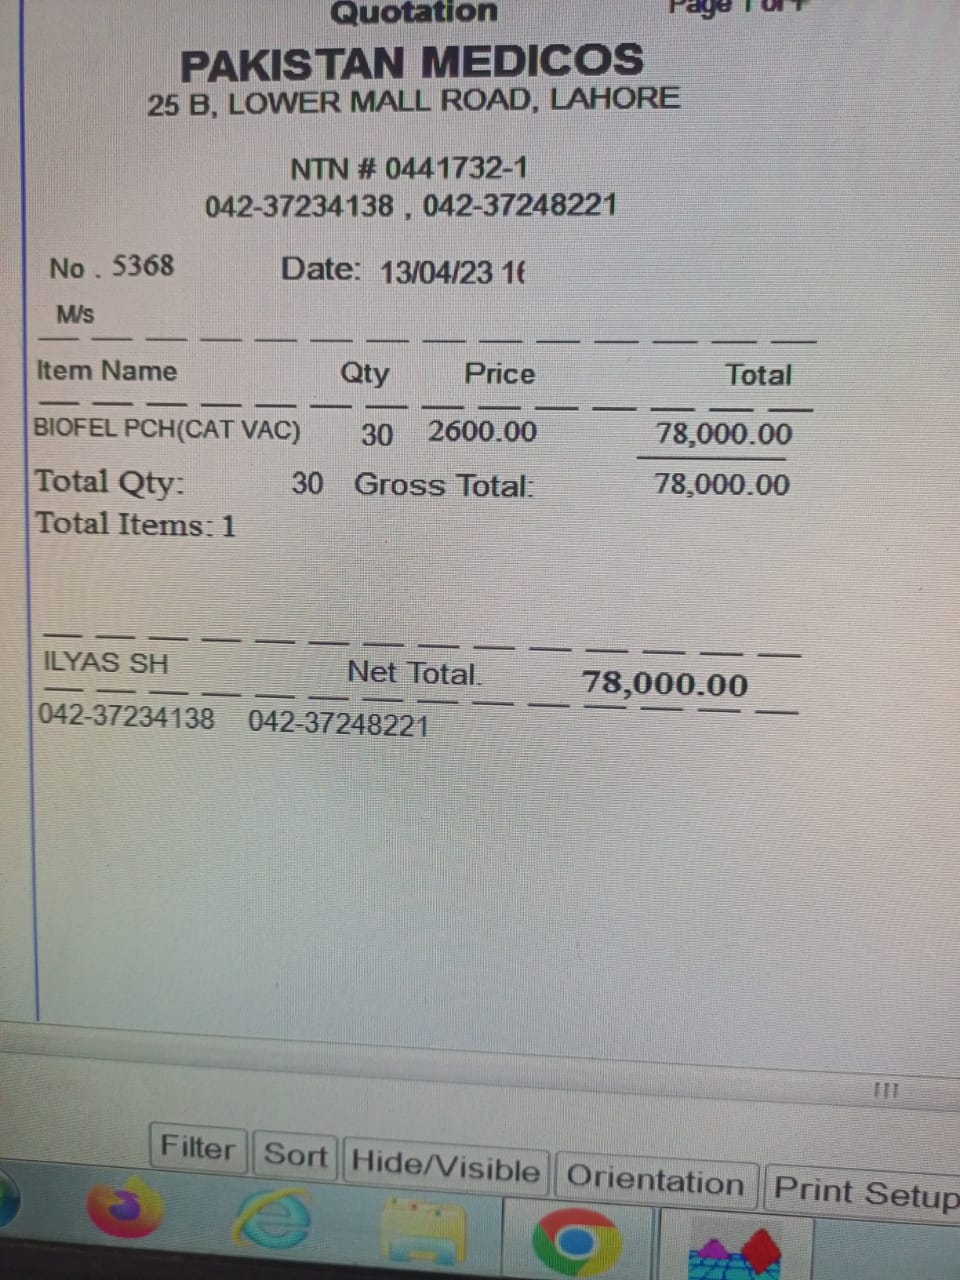 Quotation Page 1 of 1
PAKISTAN MEDICOS
25 B, LOWER MALL ROAD, LAHORE
NTN # 0441732-1
042-37234138 , 042-37248221
No . 5368 Date: 13/04/23 16
M/s
Item Name Qty Price Total
BIOFEL PCH(CAT VAC) 30 2600.00 78,000.00
Total Qty: 30 Gross Total: 78,000.00
Total Items: 1
ILYAS SH Net Total. 78,000.00
042-37234138 042-37248221
Filter Sort Hide/Visible Orientation Print Setup